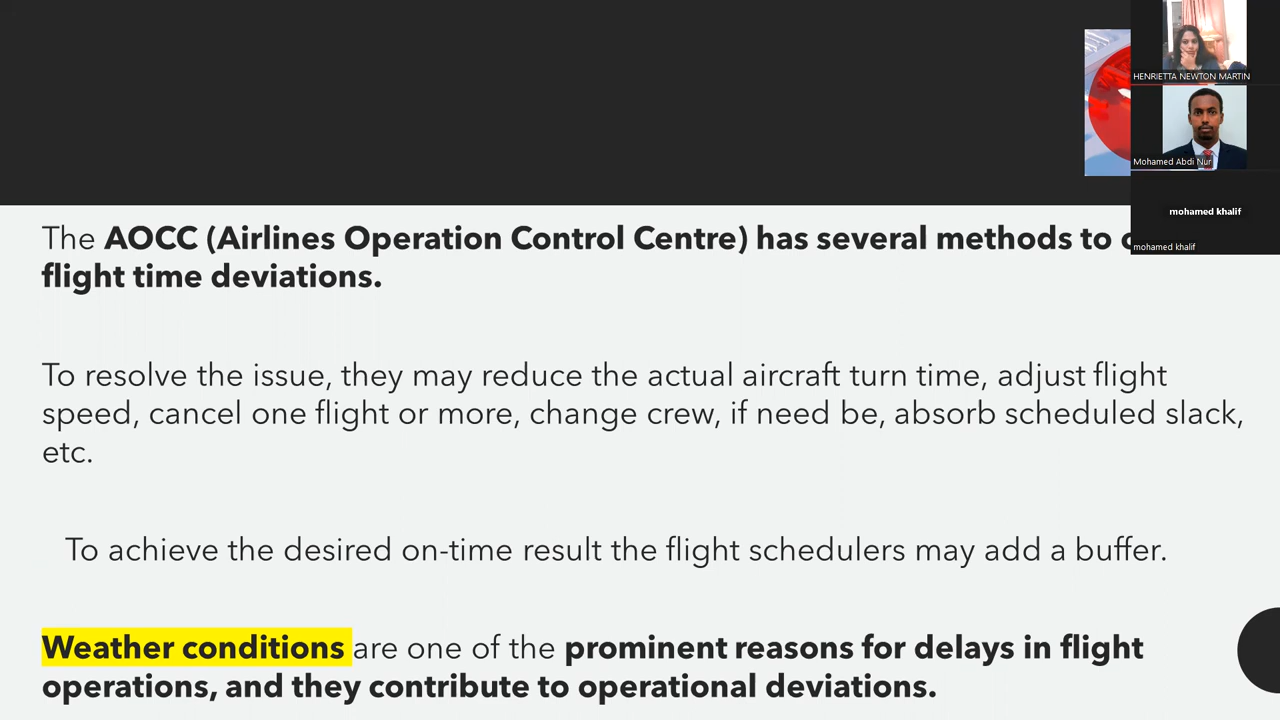 HENRIETTA NEWTON MARTIN
Mohamed Abdi Nur
mohamed khalif
mohamed khalif
The AOCC (Airlines Operation Control Centre) has several methods to
flight time deviations.
To resolve the issue, they may reduce the actual aircraft turn time, adjust flight
speed, cancel one flight or more, change crew, if need be, absorb scheduled slack,
etc.
To achieve the desired on-time result the flight schedulers may add a buffer.
Weather conditions are one of the prominent reasons for delays in flight
operations, and they contribute to operational deviations.